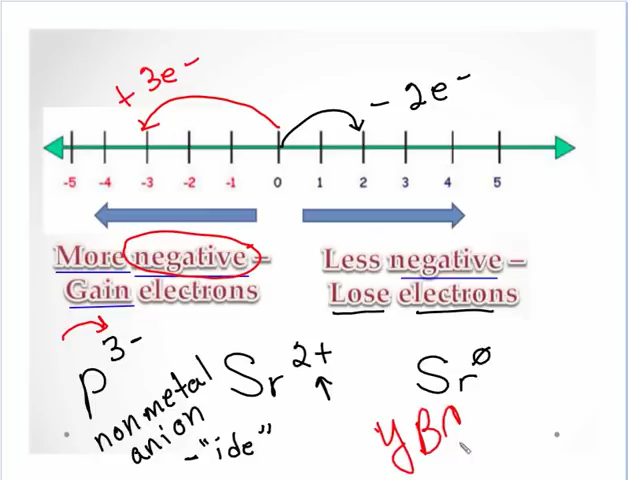 + 3e-
- 2e-
-5 -4 -3 -2 -1 0 1 2 3 4 5
More negative –
Gain electrons
Less negative –
Lose electrons
P3-
Sr2+
Sr0
nonmetal
anion
- "ide"